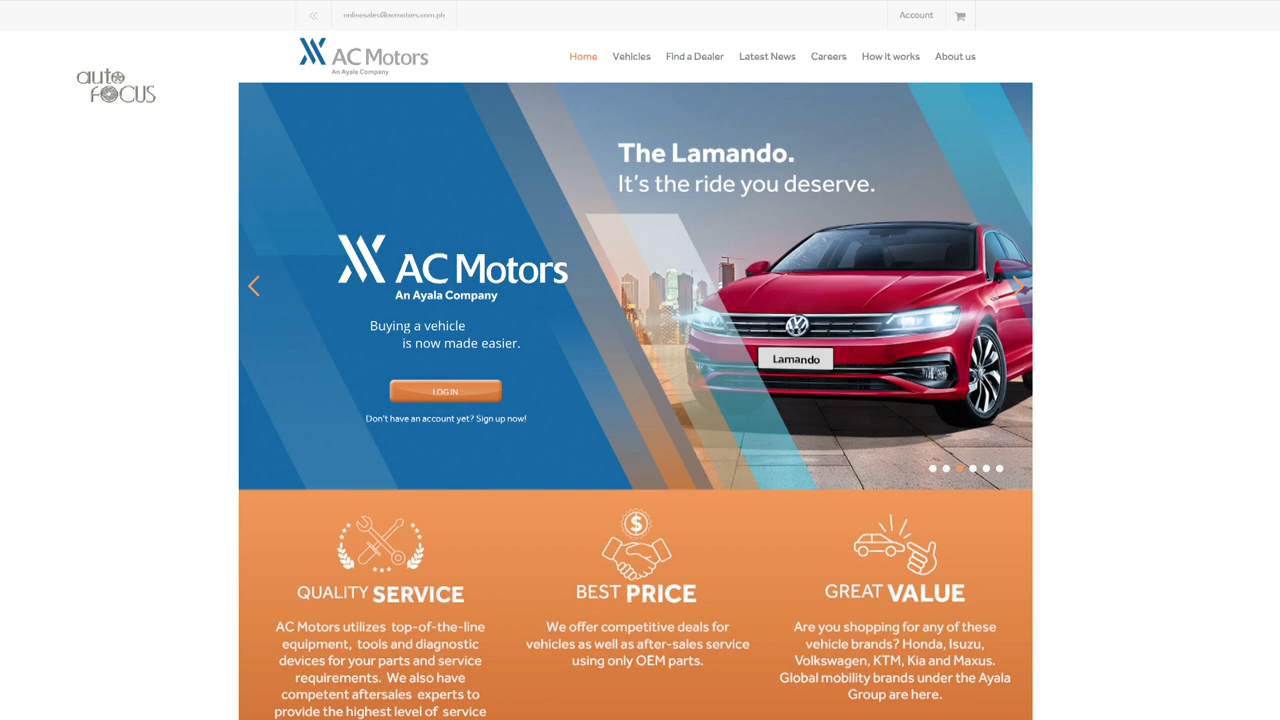 onlinesales@acmotors.com.ph
Account
AC Motors
An Ayala Company
Home Vehicles Find a Dealer Latest News Careers How it works About us
auto
FOCUS
The Lamando.
It's the ride you deserve.
AC Motors
An Ayala Company
Buying a vehicle
is now made easier.
Lamando
LOG IN
Don't have an account yet? Sign up now!
QUALITY SERVICE
AC Motors utilizes top-of-the-line
equipment, tools and diagnostic
devices for your parts and service
requirements. We also have
competent aftersales experts to
provide the highest level of service
$
BEST PRICE
We offer competitive deals for
vehicles as well as after-sales service
using only OEM parts.
GREAT VALUE
Are you shopping for any of these
vehicle brands? Honda, Isuzu,
Volkswagen, KTM, Kia and Maxus.
Global mobility brands under the Ayala
Group are here.